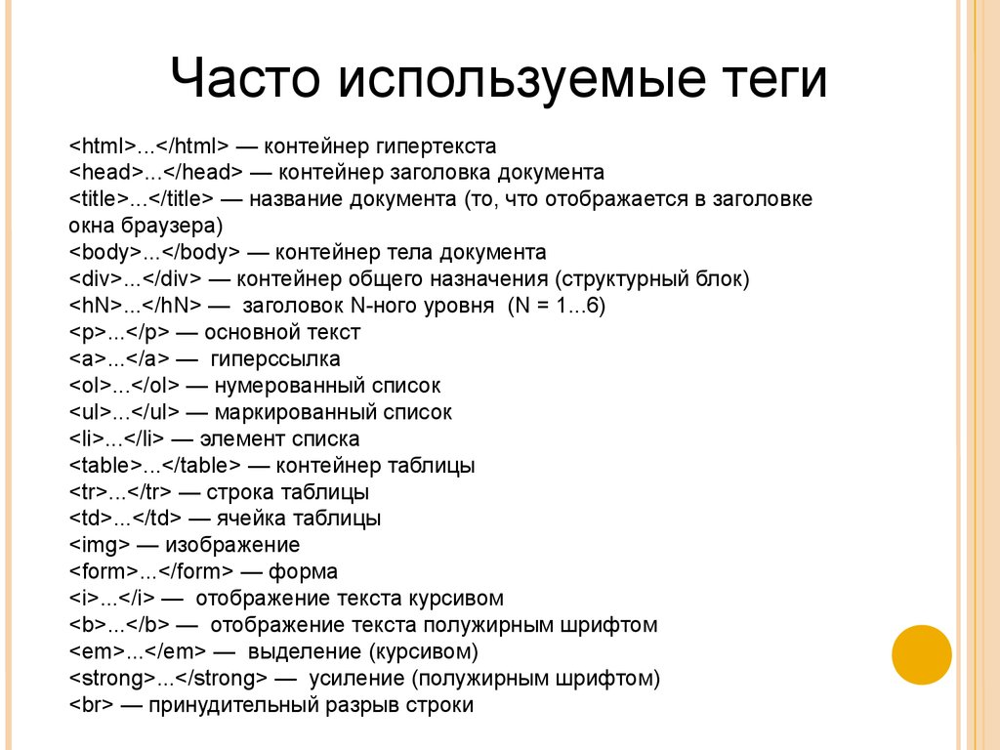 Часто используемые теги
<html>...</html> — контейнер гипертекста
<head>...</head> — контейнер заголовка документа
<title>...</title> — название документа (то, что отображается в заголовке
окна браузера)
<body>...</body> — контейнер тела документа
<div>...</div> — контейнер общего назначения (структурный блок)
<hN>...</hN> —  заголовок N-ного уровня  (N = 1...6)
<p>...</p> — основной текст
<a>...</a> —  гиперссылка
<ol>...</ol> — нумерованный список
<ul>...</ul> — маркированный список
<li>...</li> — элемент списка
<table>...</table> — контейнер таблицы
<tr>...</tr> — строка таблицы
<td>...</td> — ячейка таблицы
<img> — изображение
<form>...</form> — форма
<i>...</i> —  отображение текста курсивом
<b>...</b> —  отображение текста полужирным шрифтом
<em>...</em> —  выделение (курсивом)
<strong>...</strong> —  усиление (полужирным шрифтом)
<br> — принудительный разрыв строки